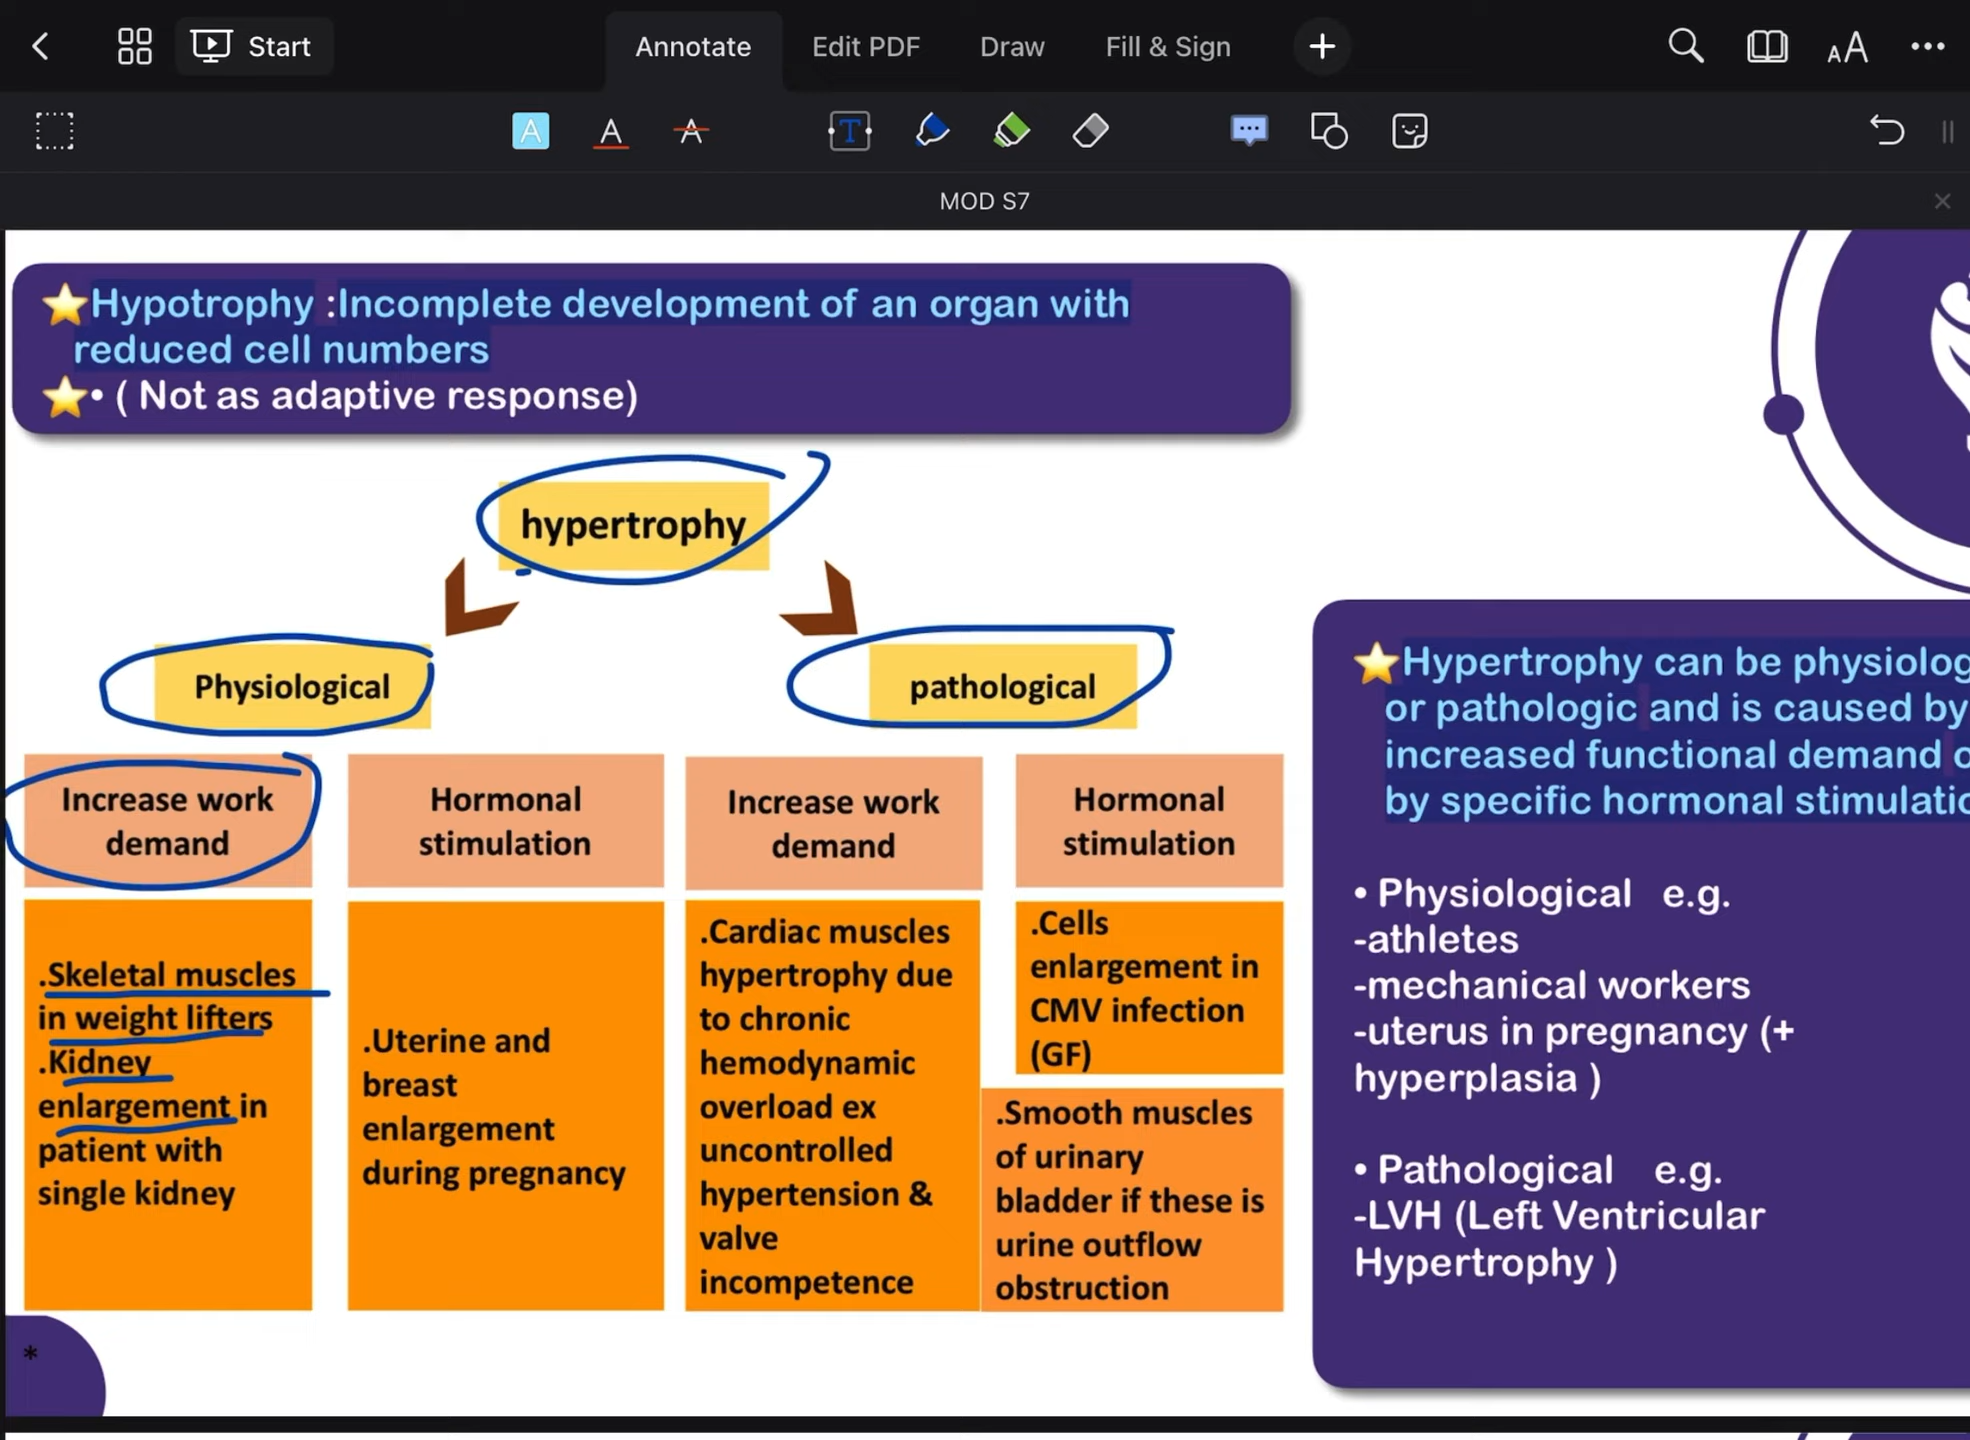 Start
Annotate
Edit PDF
Draw
Fill & Sign
MOD S7
Hypotrophy :Incomplete development of an organ with
reduced cell numbers
• ( Not as adaptive response)
hypertrophy
Physiological
pathological
Increase work
demand
Hormonal
stimulation
Increase work
demand
Hormonal
stimulation
.Skeletal muscles
in weight lifters
.Kidney
enlargement in
patient with
single kidney
.Uterine and
breast
enlargement
during pregnancy
.Cardiac muscles
hypertrophy due
to chronic
hemodynamic
overload ex
uncontrolled
hypertension &
valve
incompetence
.Cells
enlargement in
CMV infection
(GF)
.Smooth muscles
of urinary
bladder if these is
urine outflow
obstruction
Hypertrophy can be physiolog
or pathologic and is caused by
increased functional demand
by specific hormonal stimulatio
• Physiological e.g.
-athletes
-mechanical workers
-uterus in pregnancy (+
hyperplasia )
• Pathological e.g.
-LVH (Left Ventricular
Hypertrophy )
*